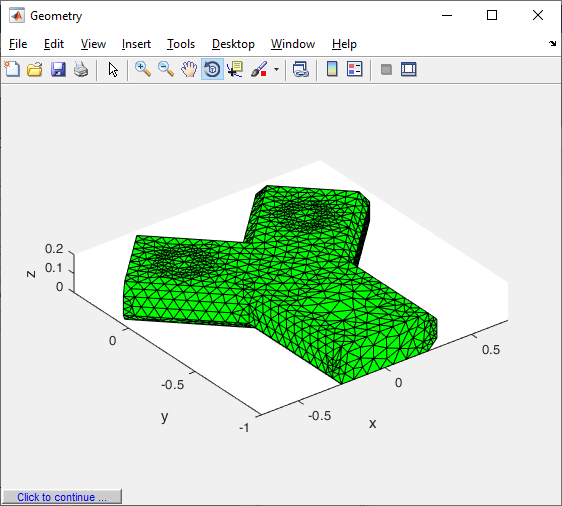 Geometry
File Edit View Insert Tools Desktop Window Help
0.2
0.1
0
z
0
-0.5
-1
y
-0.5
0
0.5
x
Click to continue ...